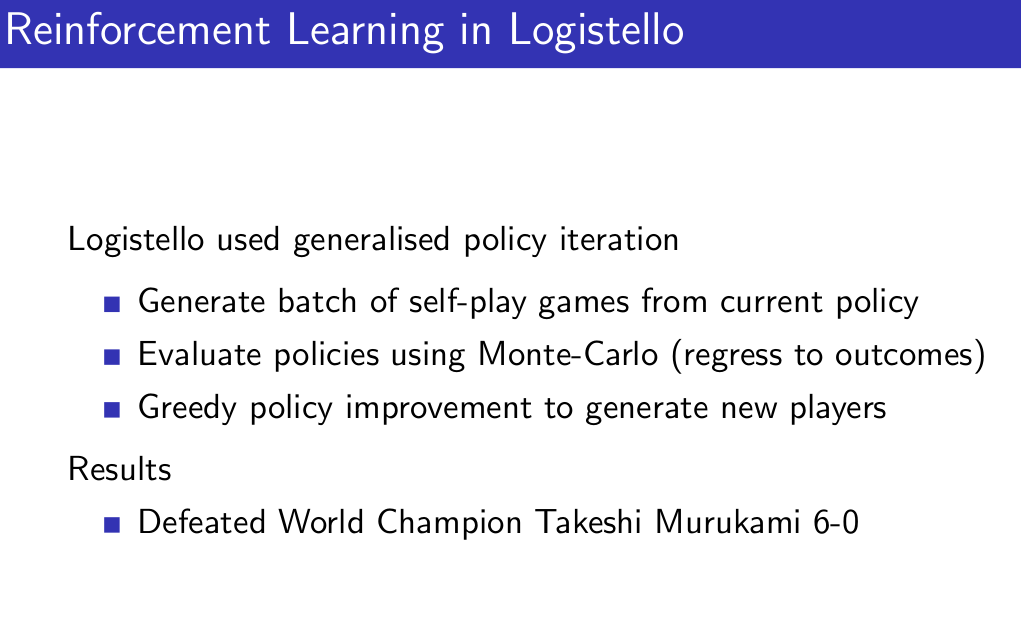 Reinforcement Learning in Logistello
Logistello used generalised policy iteration
Generate batch of self-play games from current policy
Evaluate policies using Monte-Carlo (regress to outcomes)
Greedy policy improvement to generate new players
Results
Defeated World Champion Takeshi Murukami 6-0